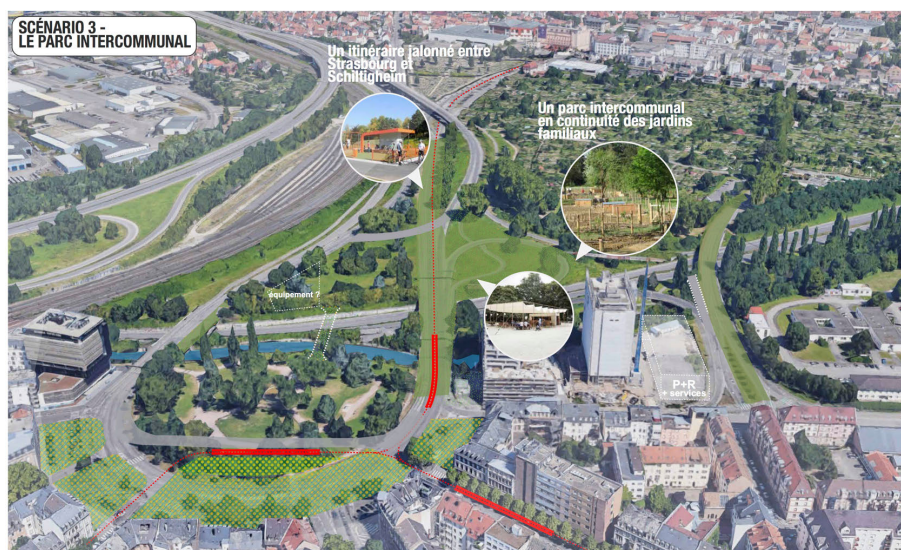 SCÉNARIO 3 -
LE PARC INTERCOMMUNAL
Un itinéraire jalonné entre
Strasbourg et
Schiltigheim
Un parc intercommunal
en continuité des jardins
familiaux
équipement ?
P+R
+ services